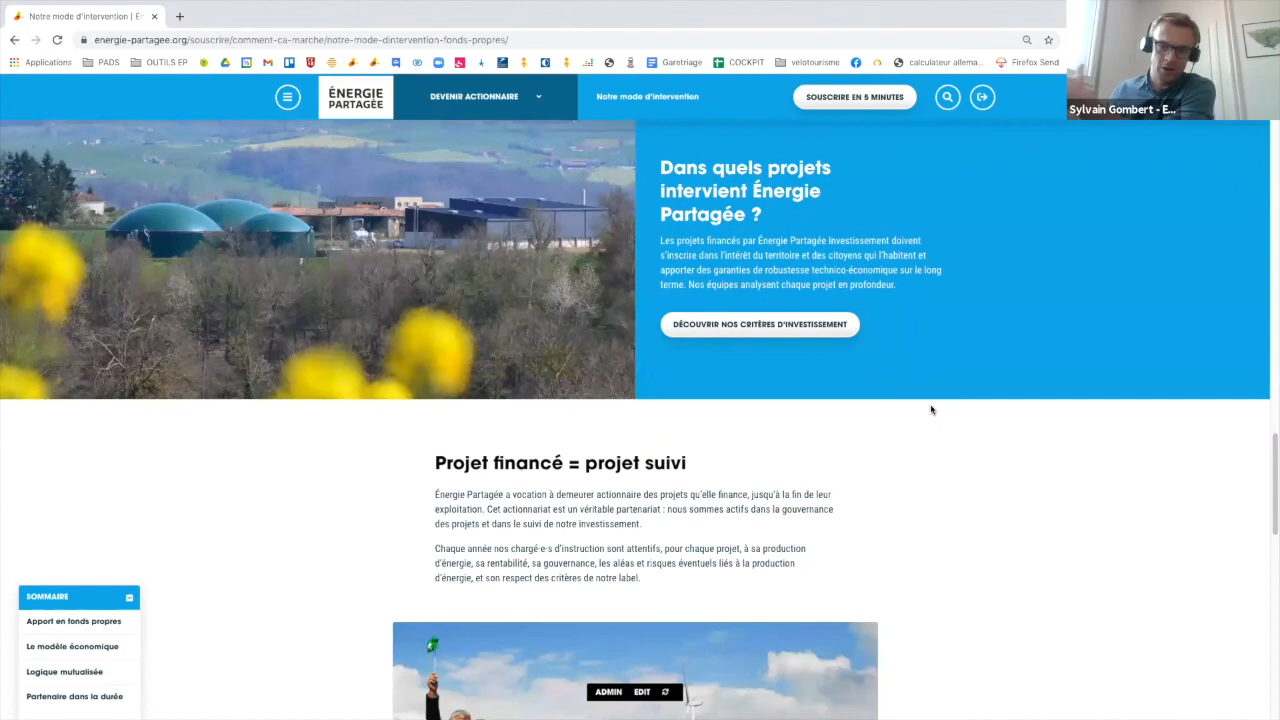 Notre mode d'intervention | Én
energie-partagee.org/souscrire/comment-ca-marche/notre-mode-dintervention-fonds-propres/
Applications
PADS
OUTILS EP
Garetriage
COCKPIT
velotourisme
calculateur allema...
Firefox Send
Sylvain Gombert - E...
ÉNERGIE
PARTAGÉE
DEVENIR ACTIONNAIRE
Notre mode d'intervention
SOUSCRIRE EN 5 MINUTES
Dans quels projets
intervient Énergie
Partagée ?
Les projets financés par Énergie Partagée Investissement doivent
s'inscrire dans l'intérêt du territoire et des citoyens qui l'habitent et
apporter des garanties de robustesse technico-économique sur le long
terme. Nos équipes analysent chaque projet en profondeur.
DÉCOUVRIR NOS CRITÈRES D'INVESTISSEMENT
Projet financé = projet suivi
Énergie Partagée a vocation à demeurer actionnaire des projets qu'elle finance, jusqu'à la fin de leur
exploitation. Cet actionnariat est un véritable partenariat : nous sommes actifs dans la gouvernance
des projets et dans le suivi de notre investissement.
Chaque année nos chargé·e·s d'instruction sont attentifs, pour chaque projet, à sa production
d'énergie, sa rentabilité, sa gouvernance, les aléas et risques éventuels liés à la production
d'énergie, et son respect des critères de notre label.
SOMMAIRE
Apport en fonds propres
Le modèle économique
Logique mutualisée
Partenaire dans la durée
ADMIN EDIT